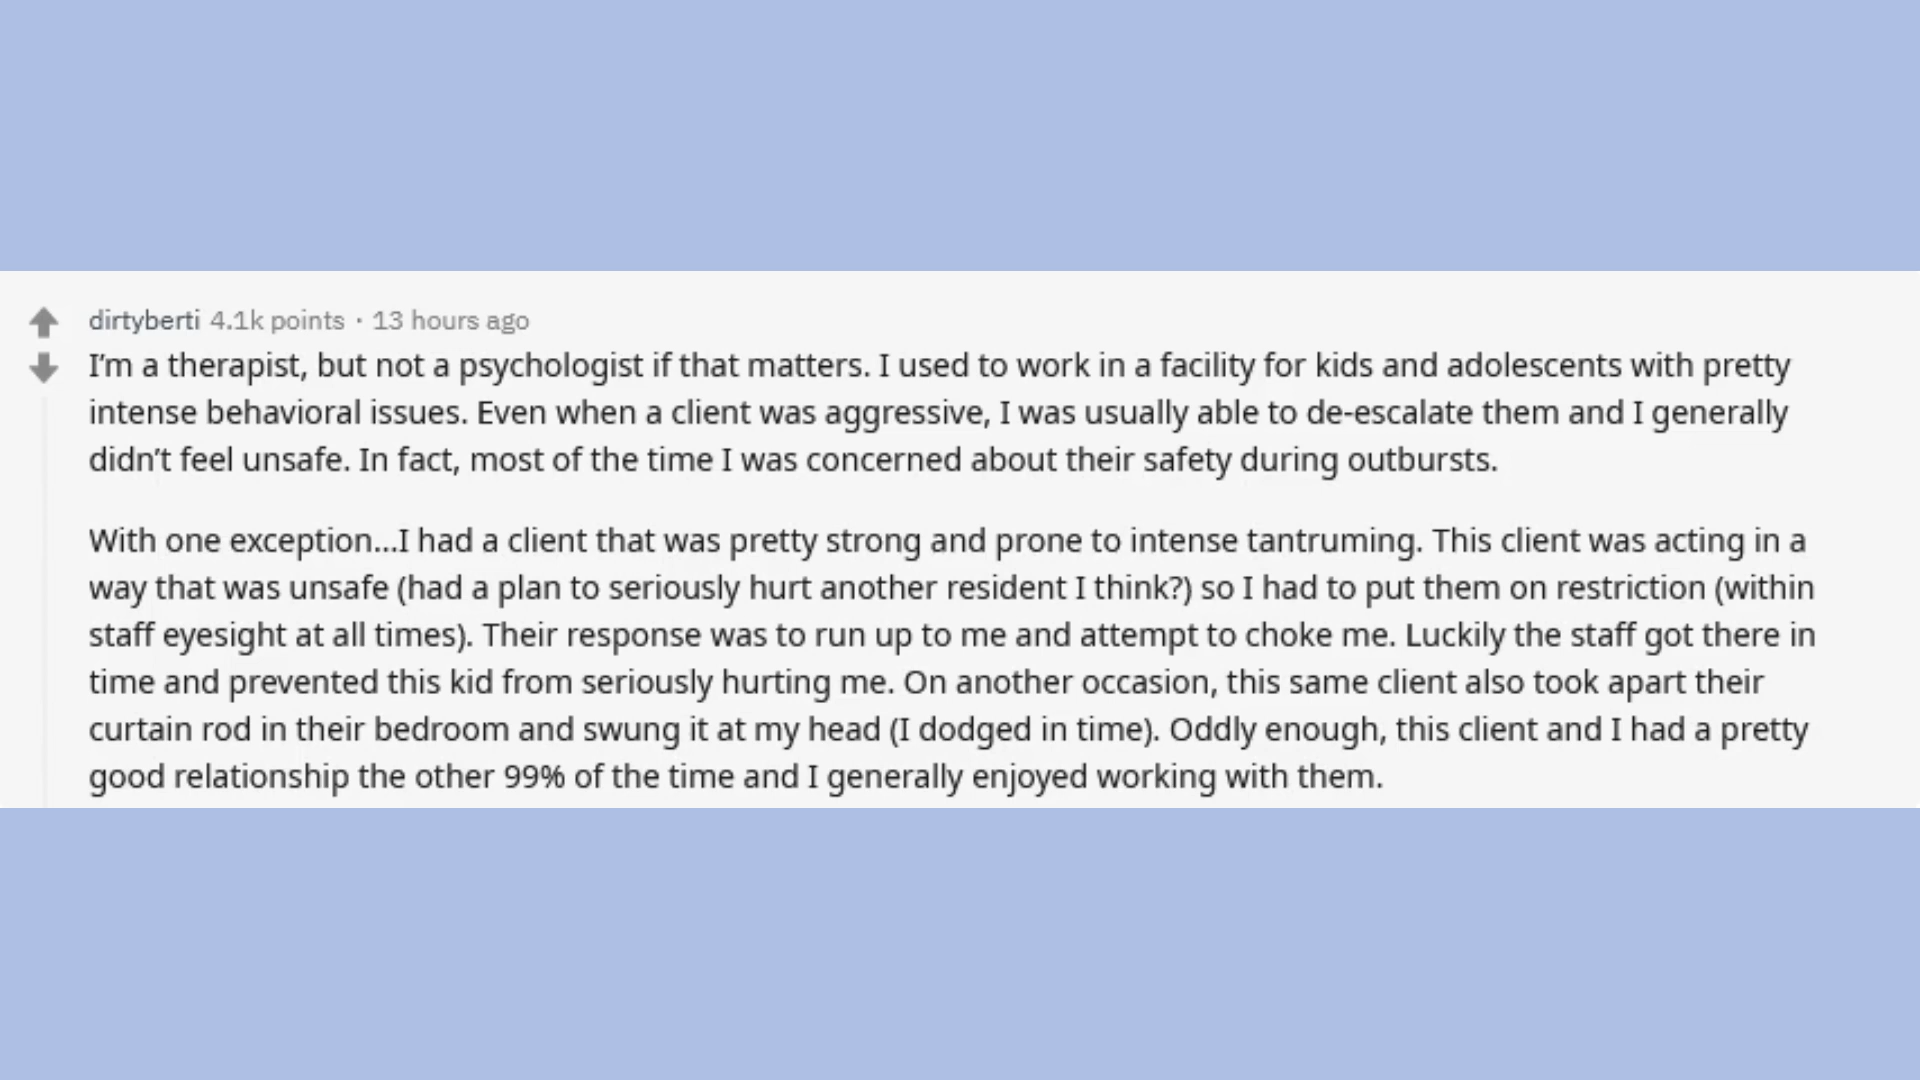 dirtyberti 4.1k points · 13 hours ago
I’m a therapist, but not a psychologist if that matters. I used to work in a facility for kids and adolescents with pretty
intense behavioral issues. Even when a client was aggressive, I was usually able to de-escalate them and I generally
didn’t feel unsafe. In fact, most of the time I was concerned about their safety during outbursts.
With one exception...I had a client that was pretty strong and prone to intense tantruming. This client was acting in a
way that was unsafe (had a plan to seriously hurt another resident I think?) so I had to put them on restriction (within
staff eyesight at all times). Their response was to run up to me and attempt to choke me. Luckily the staff got there in
time and prevented this kid from seriously hurting me. On another occasion, this same client also took apart their
curtain rod in their bedroom and swung it at my head (I dodged in time). Oddly enough, this client and I had a pretty
good relationship the other 99% of the time and I generally enjoyed working with them.